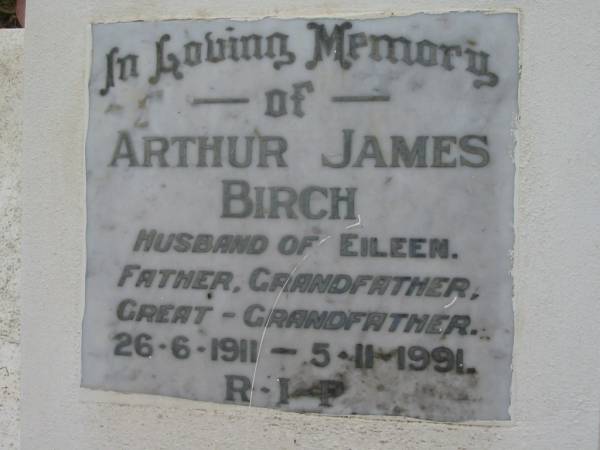 In Loving Memory
— of —
ARTHUR JAMES
BIRCH
HUSBAND OF EILEEN.
FATHER, GRANDFATHER,
GREAT - GRANDFATHER.
26·6·1911 — 5·11·1991.
R·I·P